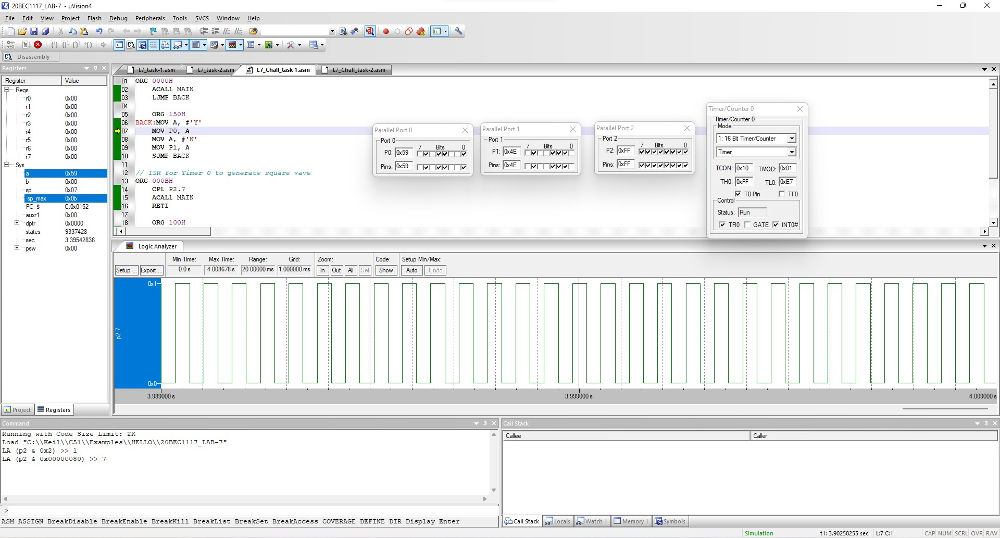 20BEC1117_LAB-7 - µVision4
File Edit View Project Flash Debug Peripherals Tools SVCS Window Help
RST
Disassembly
Registers
Register Value
Regs
r0 0x00
r1 0x00
r2 0x00
r3 0x00
r4 0x00
r5 0x00
r6 0x00
r7 0x00
Sys
a 0x59
b 0x00
sp 0x07
sp_max 0x0b
PC $ C:0x0152
auxr1 0x00
dptr 0x0000
states 9337428
sec 3.39542836
psw 0x00
Project Registers
L7_task-1.asm L7_task-2.asm L7_Chall_task-1.asm L7_Chall_task-2.asm
01 ORG 0000H
02 ACALL MAIN
03 LJMP BACK
04
05 ORG 150H
06 BACK:MOV A, #'Y'
07 MOV P0, A
08 MOV A, #'N'
09 MOV P1, A
10 SJMP BACK
11
12 // ISR for Timer 0 to generate square wave
13 ORG 000BH
14 CPL P2.7
15 ACALL MAIN
16 RETI
17
18 ORG 100H
Parallel Port 0
Port 0
7 Bits 0
P0: 0x59
Pins: 0x59
Parallel Port 1
Port 1
7 Bits 0
P1: 0x4E
Pins: 0x4E
Parallel Port 2
Port 2
7 Bits 0
P2: 0xFF
Pins: 0xFF
Timer/Counter 0
Timer/Counter 0
Mode
1: 16 Bit Timer/Counter
Timer
TCON: 0x10 TMOD: 0x01
TH0: 0xFF TL0: 0xE7
T0 Pin TF0
Control
Status: Run
TR0 GATE INT0#
Logic Analyzer
Min Time: Max Time: Range: Grid: Zoom: Code: Setup Min/Max:
Setup ... Export ... 0.0 s 4.008678 s 20.00000 ms 1.000000 ms In Out All Sel Show Auto Undo
0x1
p2.7
0x0
3.989000 s 3.999000 s 4.009000 s
Command
Running with Code Size Limit: 2K
Load "C:\\Keil\\C51\\Examples\\HELLO\\20BEC1117_LAB-7"
LA (p2 & 0x2) >> 1
LA (p2 & 0x00000080) >> 7
>
ASM ASSIGN BreakDisable BreakEnable BreakKill BreakList BreakSet BreakAccess COVERAGE DEFINE DIR Display Enter
Call Stack
Callee Caller
Call Stack Locals Watch 1 Memory 1 Symbols
Simulation t1: 3.90258255 sec L:7 C:1 CAP NUM SCRL OVR R/W